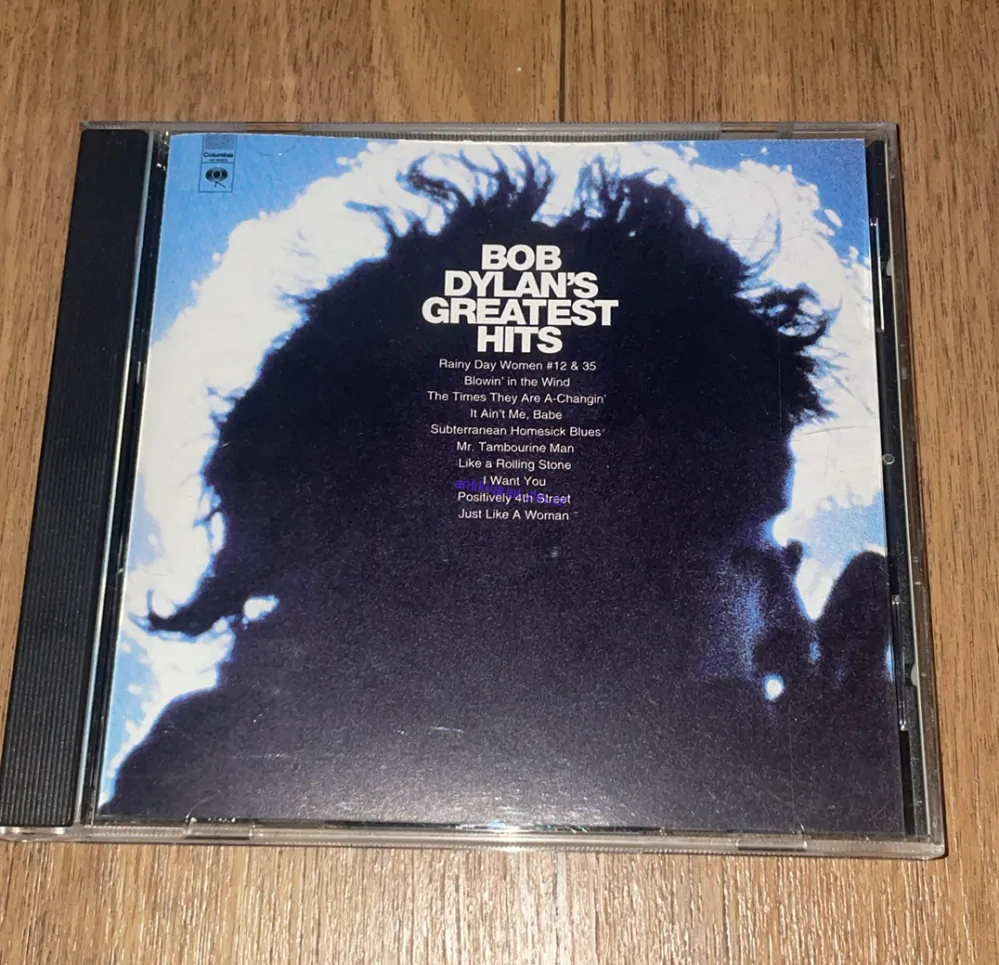 Columbia
BOB
DYLAN'S
GREATEST
HITS
Rainy Day Women #12 & 35
Blowin' in the Wind
The Times They Are A-Changin'
It Ain't Me, Babe
Subterranean Homesick Blues
Mr. Tambourine Man
Like a Rolling Stone
I Want You
Positively 4th Street
Just Like A Woman